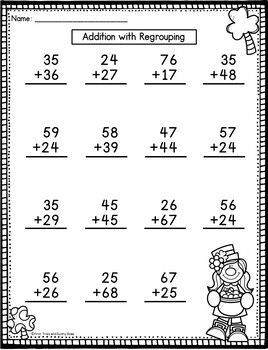 Name: ____________________
Addition with Regrouping
35 24 76 35
+36 +27 +17 +48
59 58 47 57
+24 +39 +44 +24
35 45 26 56
+29 +45 +67 +24
56 25 67
+26 +68 +25